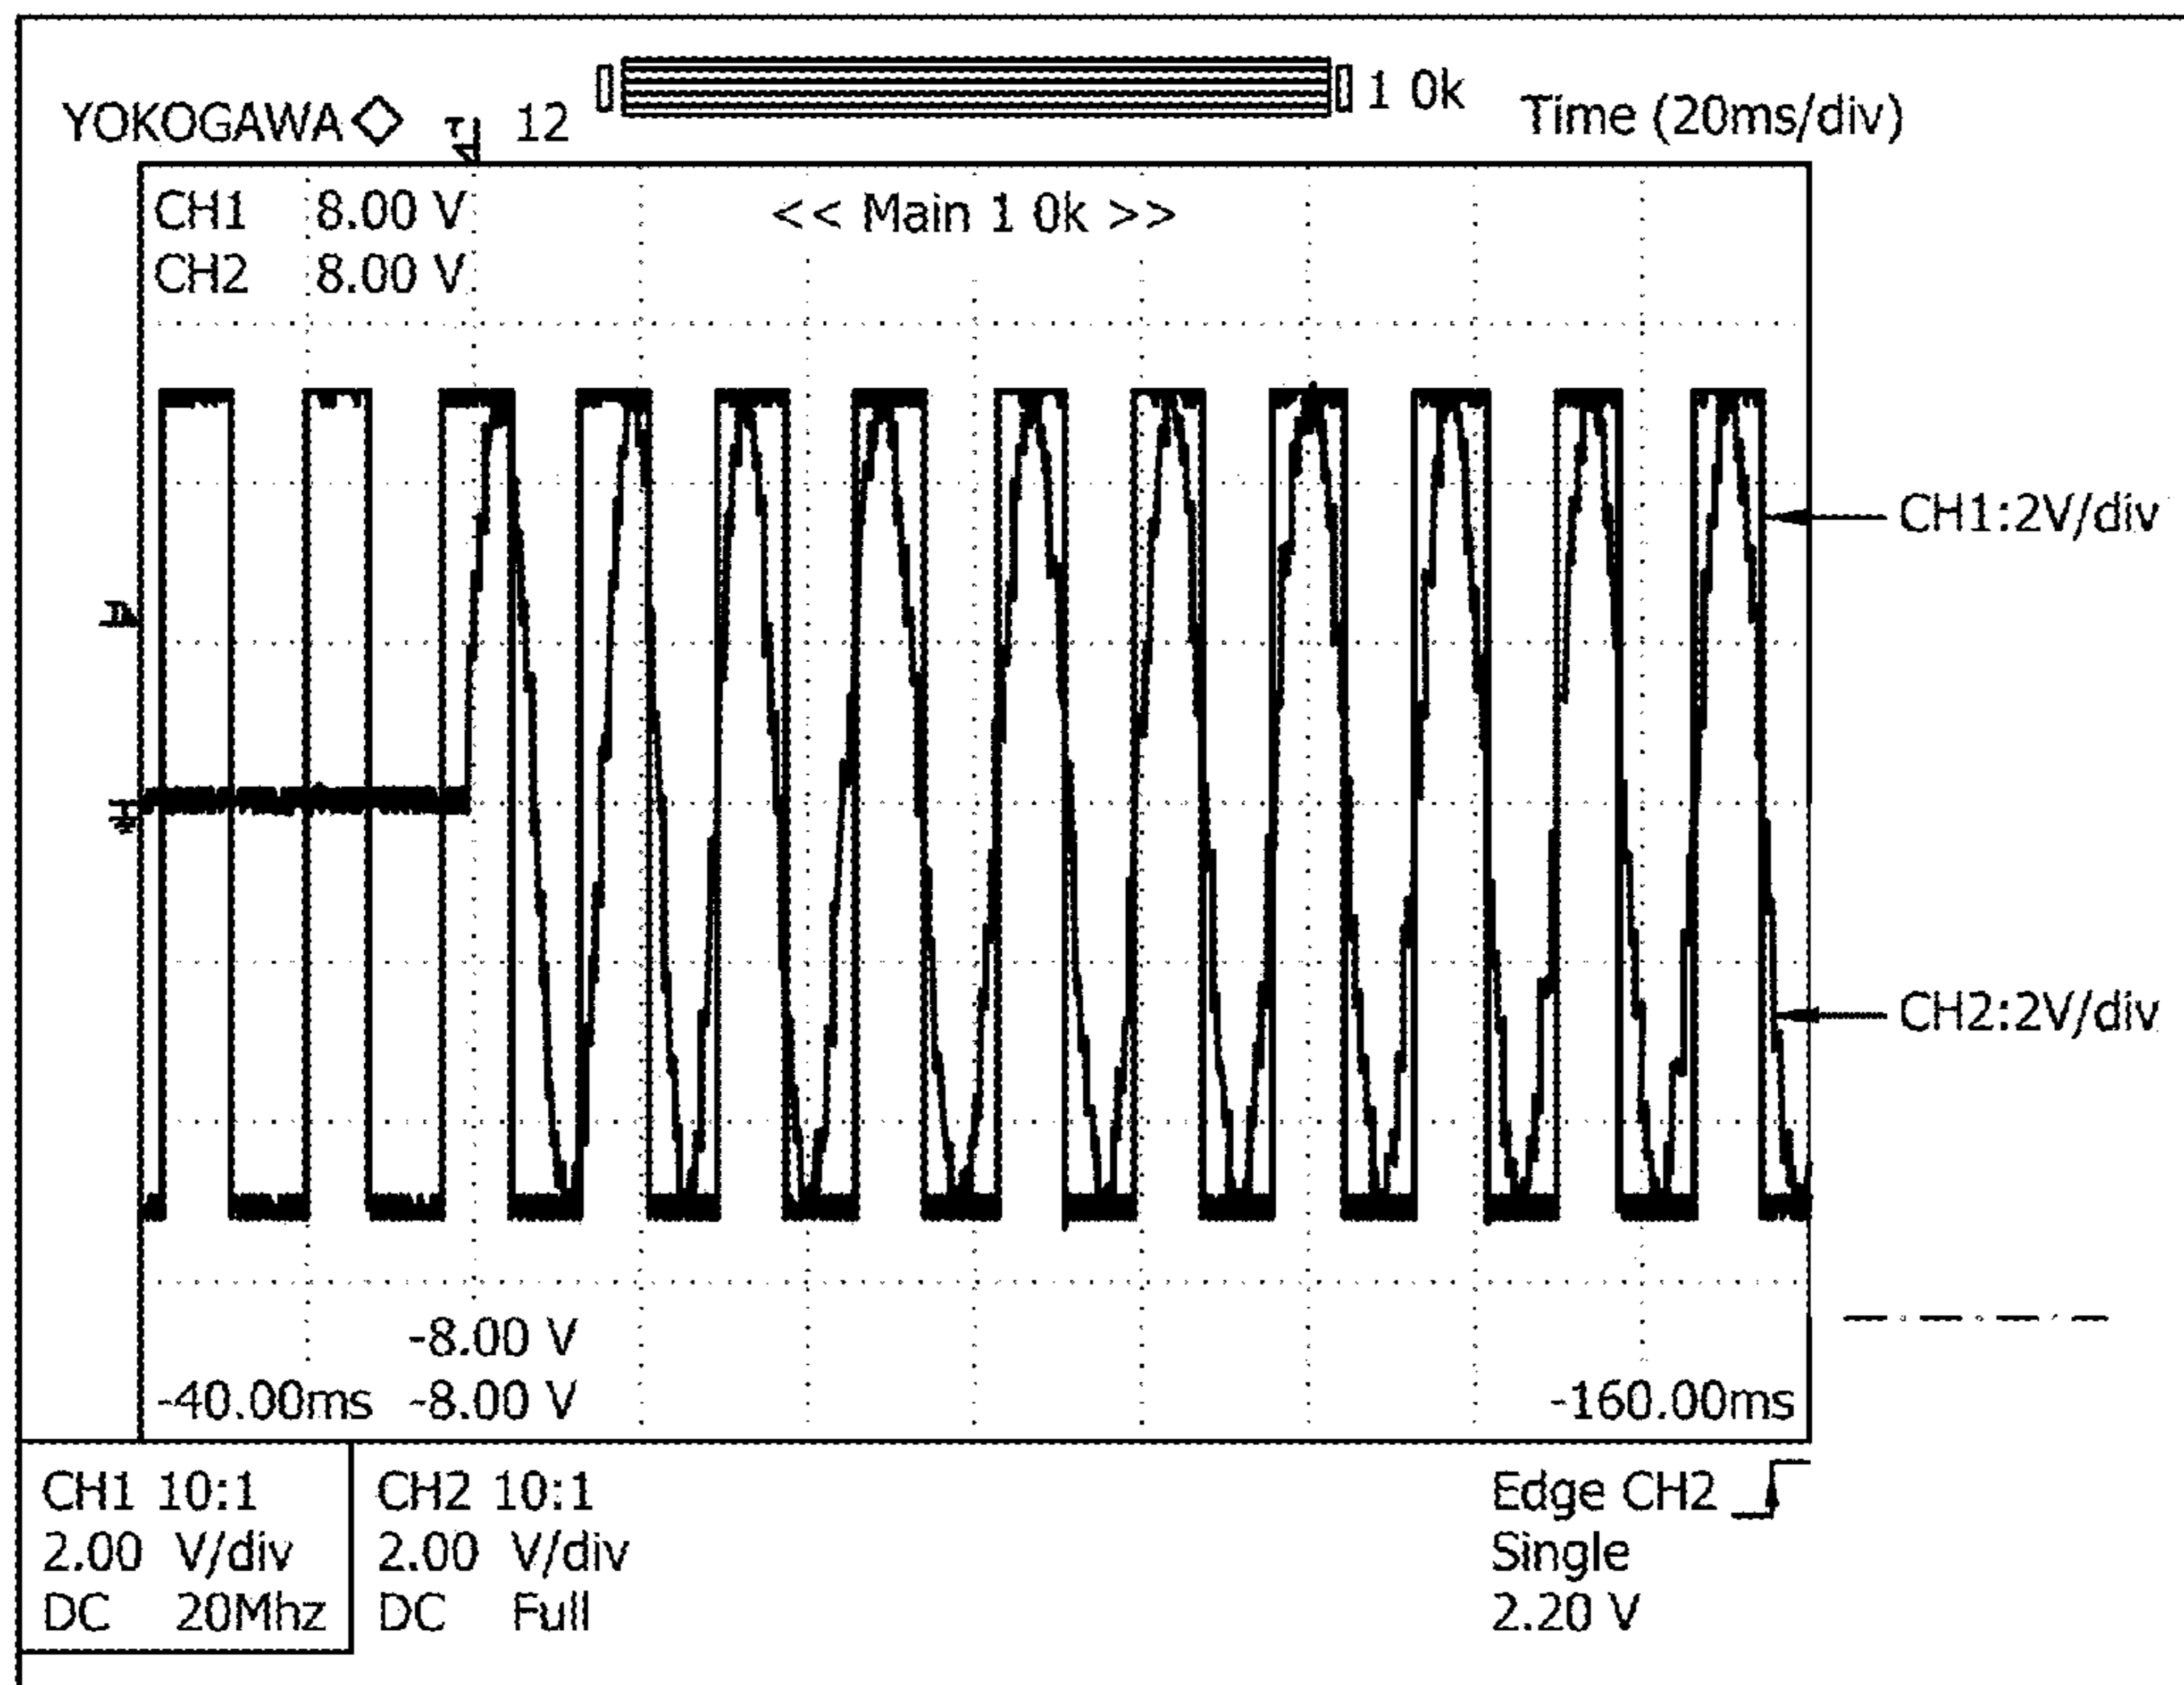 YOKOGAWA◇ 12 1 0k Time (20ms/div)
CH1 8.00 V << Main 1 0k >>
CH2 8.00 V
CH1:2V/div
CH2:2V/div
-8.00 V
-40.00ms -8.00 V -160.00ms
CH1 10:1 CH2 10:1 Edge CH2
2.00 V/div 2.00 V/div Single
DC 20Mhz DC Full 2.20 V